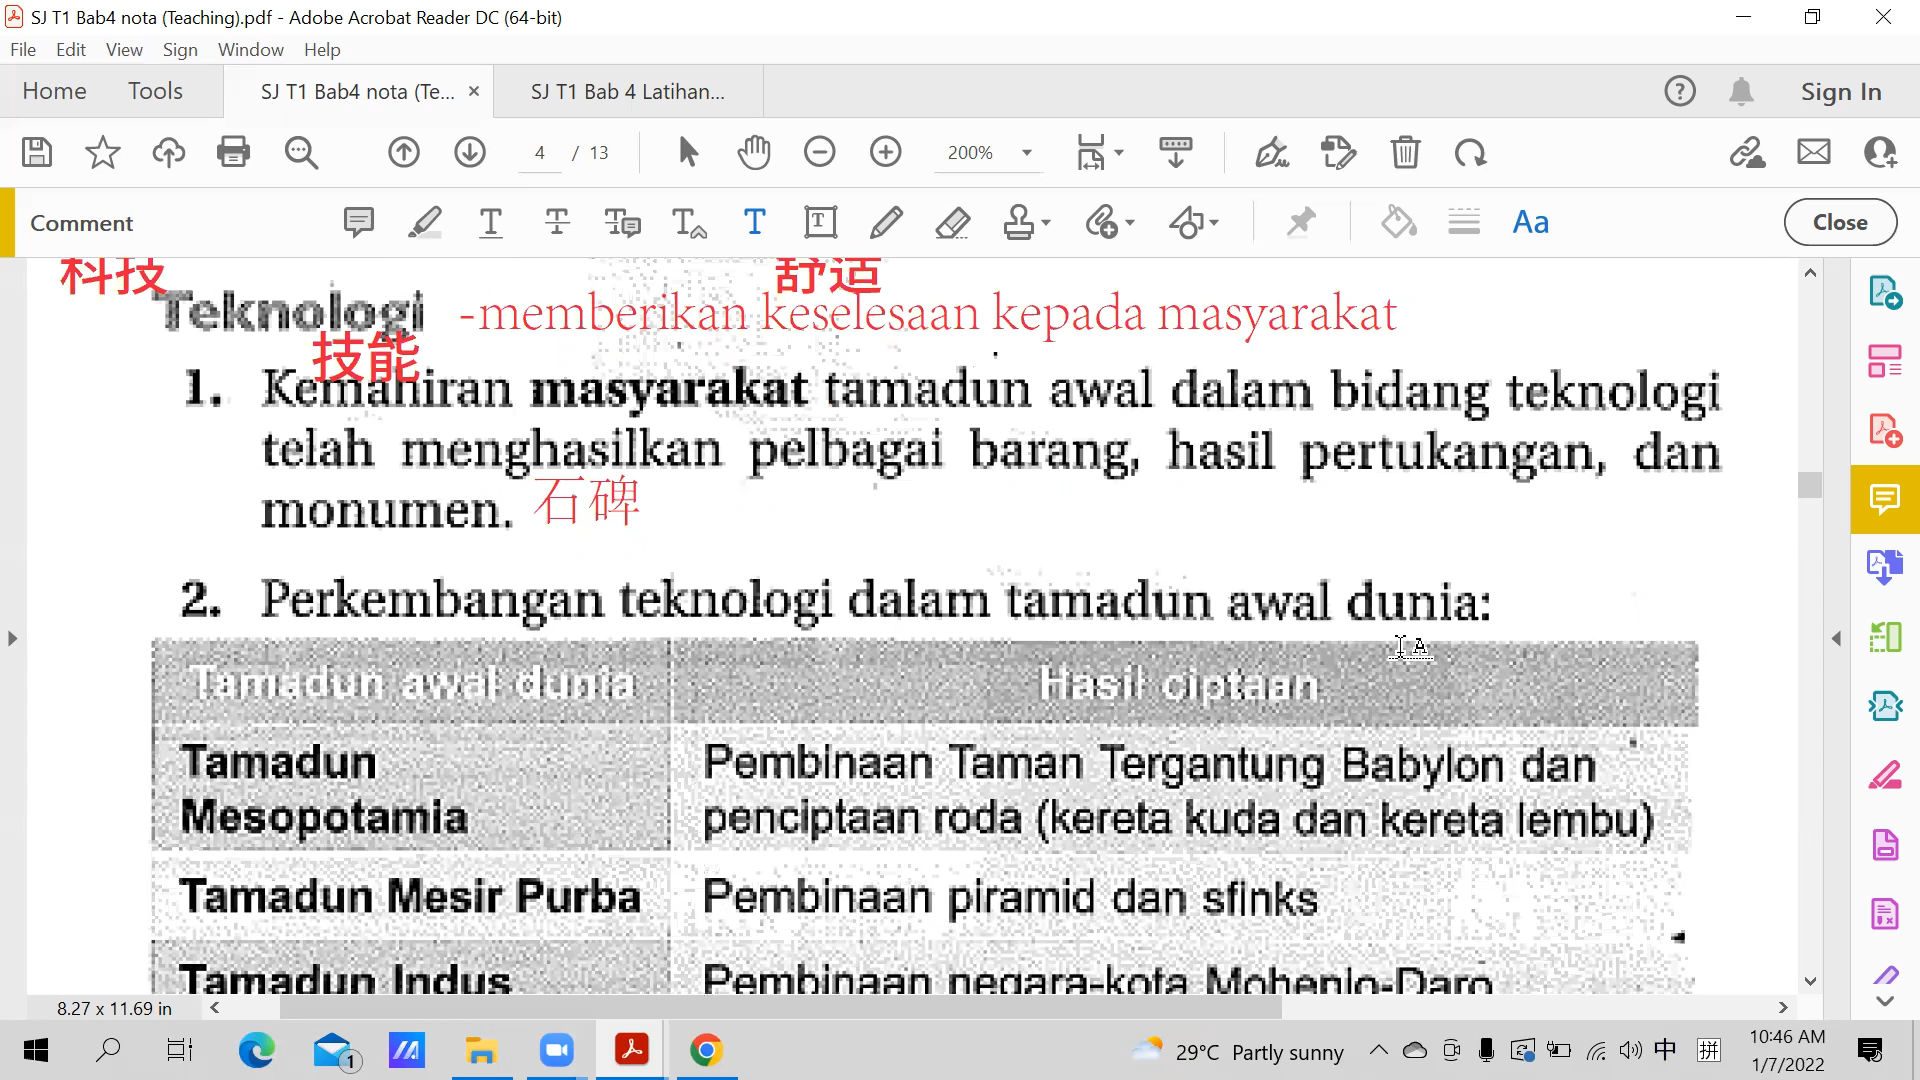 SJ T1 Bab4 nota (Teaching).pdf - Adobe Acrobat Reader DC (64-bit)
File Edit View Sign Window Help
Home Tools SJ T1 Bab4 nota (Te... SJ T1 Bab 4 Latihan... Sign In
4 / 13 200%
Comment Aa Close
科技 舒适
Teknologi -memberikan keselesaan kepada masyarakat
技能
1. Kemahiran masyarakat tamadun awal dalam bidang teknologi
telah menghasilkan pelbagai barang, hasil pertukangan, dan
monumen. 石碑
2. Perkembangan teknologi dalam tamadun awal dunia:
Tamadun awal dunia Hasil ciptaan
Tamadun Pembinaan Taman Tergantung Babylon dan
Mesopotamia penciptaan roda (kereta kuda dan kereta lembu)
Tamadun Mesir Purba Pembinaan piramid dan sfinks
Tamadun Indus Pembinaan negara-kota Mohenjo-Daro
8.27 x 11.69 in
1 29°C Partly sunny 中 拼 10:46 AM
1/7/2022